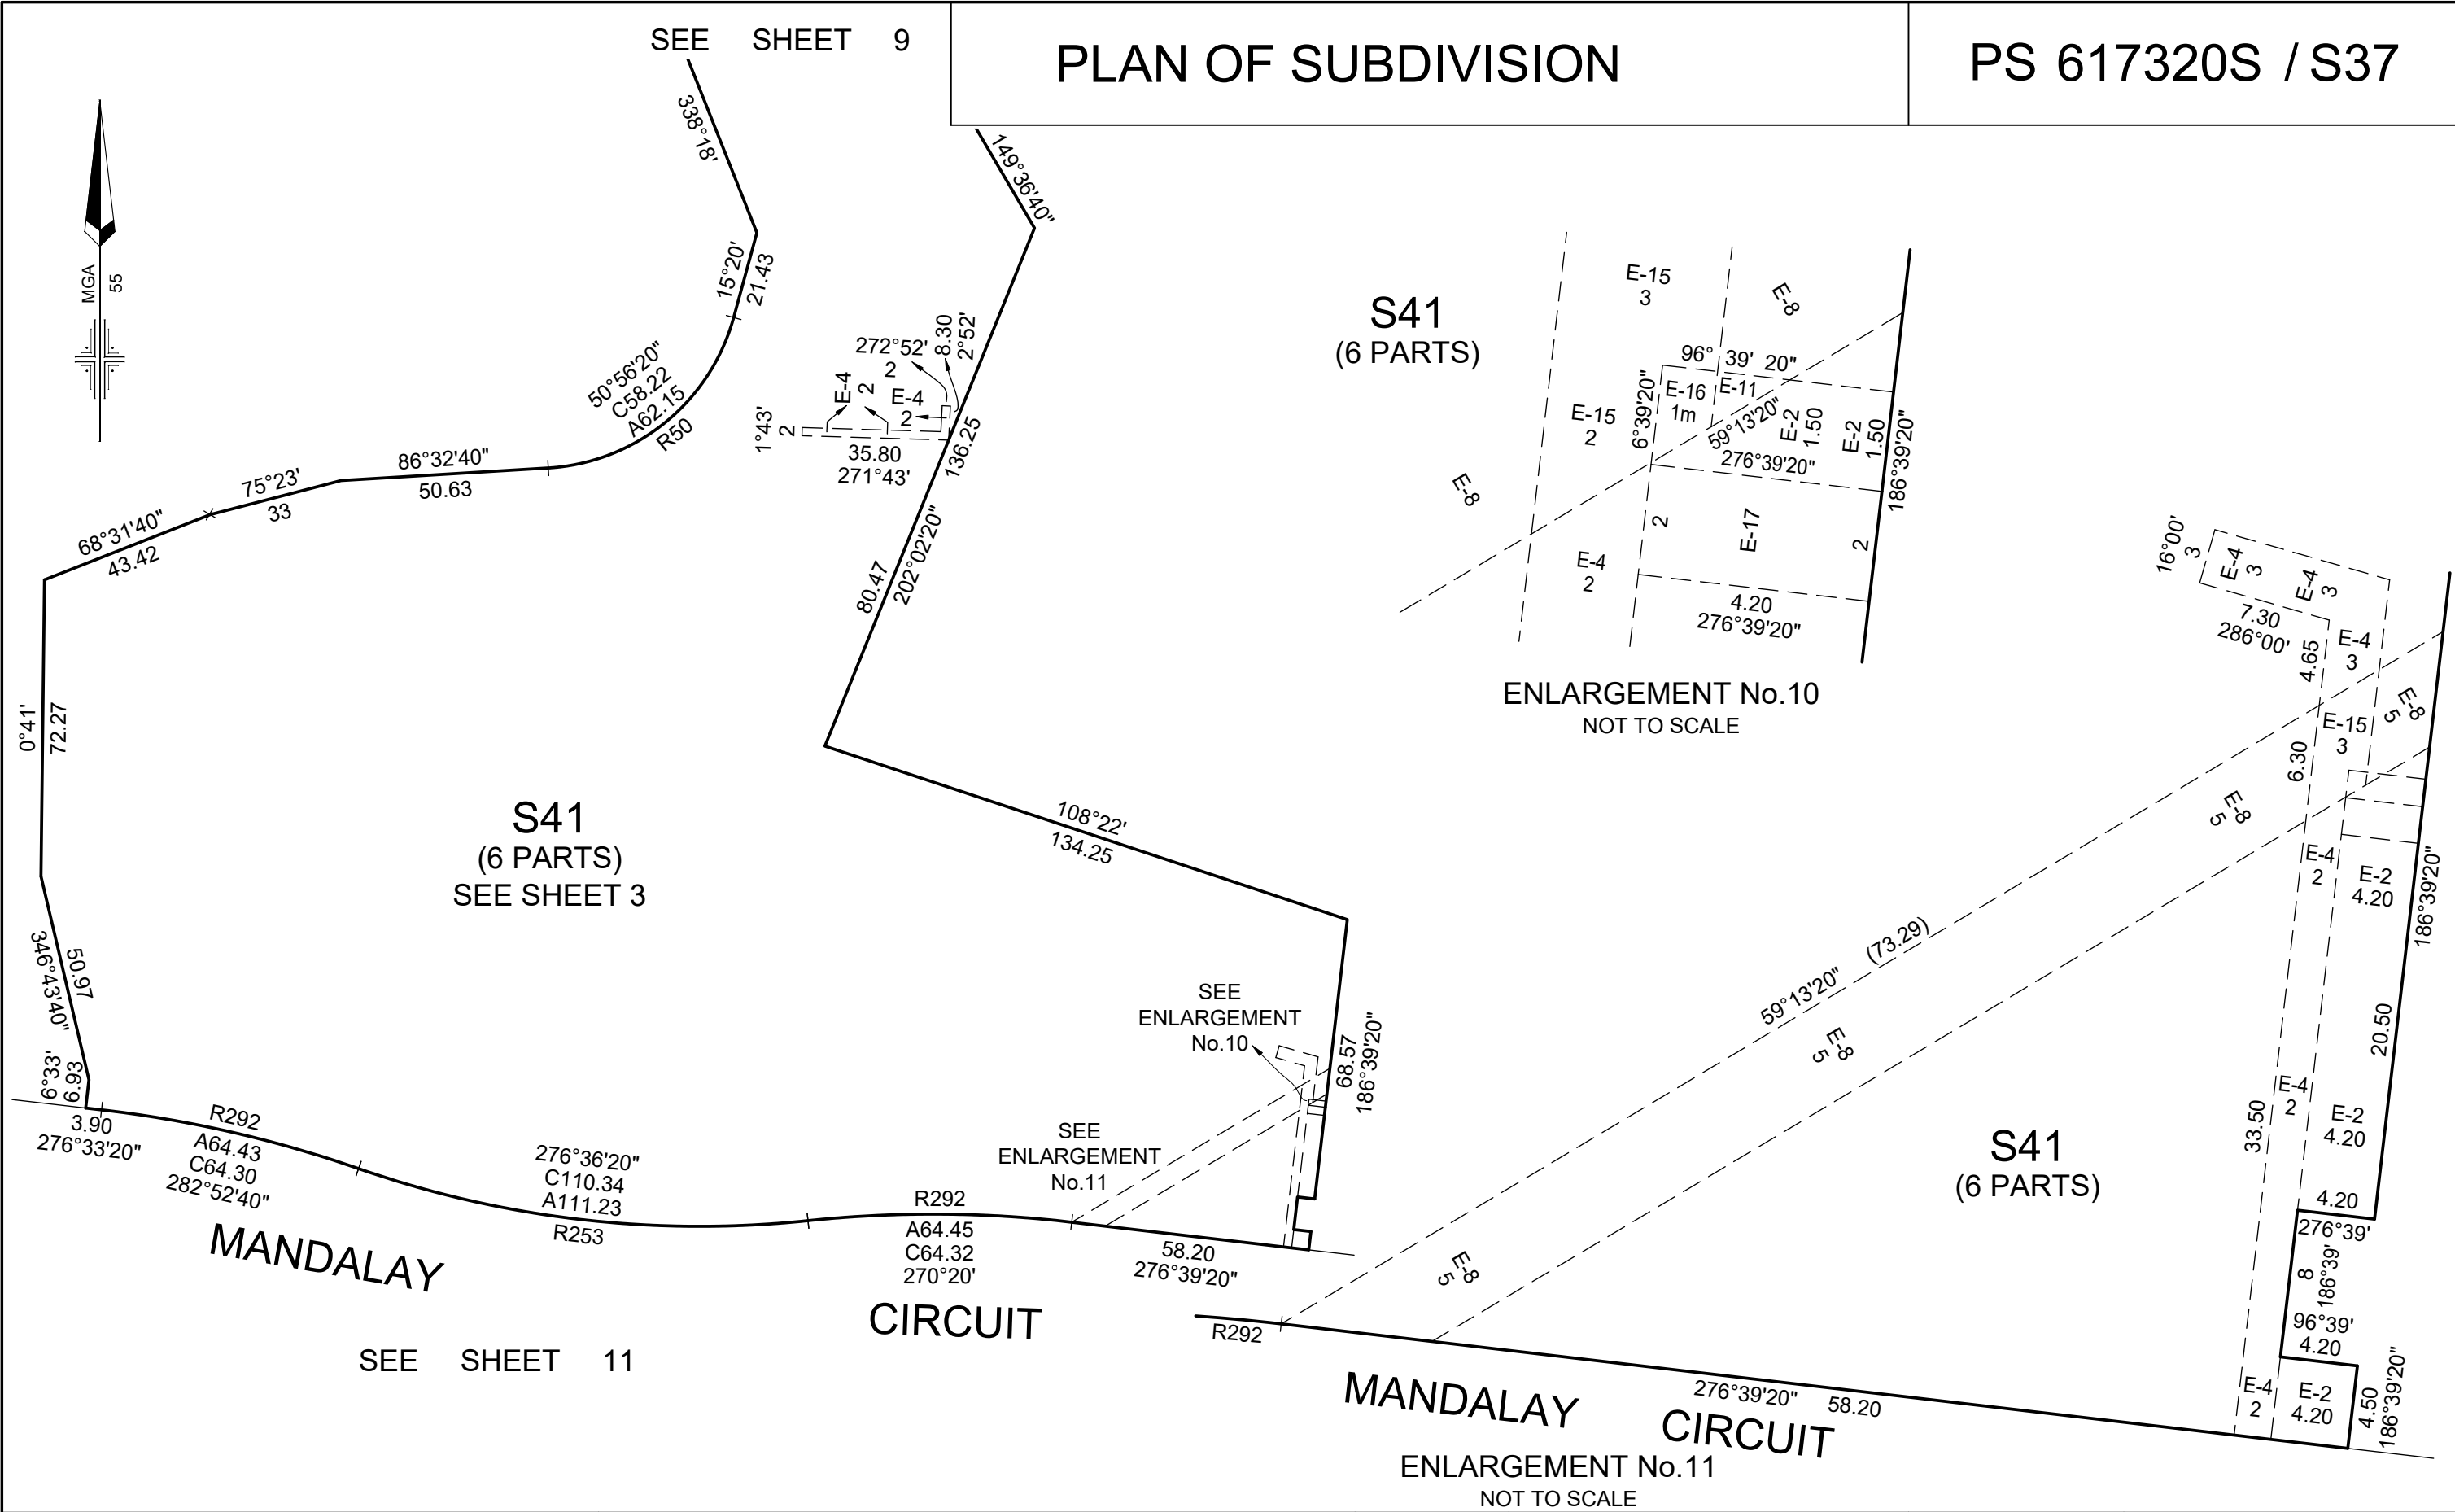 SEE SHEET 9
PLAN OF SUBDIVISION
PS 617320S / S37
MGA
55
338°18'
149°36'40"
15°20'
21.43
50°56'20"
C58.22
A62.15
R50
86°32'40"
50.63
75°23'
33
68°31'40"
43.42
0°41'
72.27
346°43'40"
50.97
6°33'
6.93
3.90
276°33'20"
R292
A64.43
C64.30
282°52'40"
276°36'20"
C110.34
A111.23
R253
R292
A64.45
C64.32
270°20'
58.20
276°39'20"
MANDALAY
CIRCUIT
SEE SHEET 11
272°52'
2
8.30
2°52'
E-4
2
E-4
2
1°43'
2
35.80
271°43'
136.25
80.47
202°02'20"
108°22'
134.25
68.57
186°39'20"
S41
(6 PARTS)
SEE SHEET 3
SEE
ENLARGEMENT
No.10
SEE
ENLARGEMENT
No.11
S41
(6 PARTS)
E-15
3
E-8
96° 39' 20"
E-16
1m
E-11
6°39'20"
59°13'20"
E-2
1.50
E-2
1.50
186°39'20"
E-15
2
276°39'20"
E-8
2
E-17
2
E-4
2
4.20
276°39'20"
ENLARGEMENT No.10
NOT TO SCALE
16°00'
3
E-4
3
E-4
3
7.30
286°00'
E-4
3
4.65
E-8
5
E-15
3
6.30
E-8
5
E-4
2
E-2
4.20
186°39'20"
(73.29)
59°13'20"
E-8
5
20.50
E-4
2
E-2
4.20
33.50
S41
(6 PARTS)
4.20
276°39'
8
186°39'
96°39'
4.20
E-8
5
R292
E-4
2
E-2
4.20
4.50
186°39'20"
276°39'20" 58.20
MANDALAY
CIRCUIT
ENLARGEMENT No.11
NOT TO SCALE